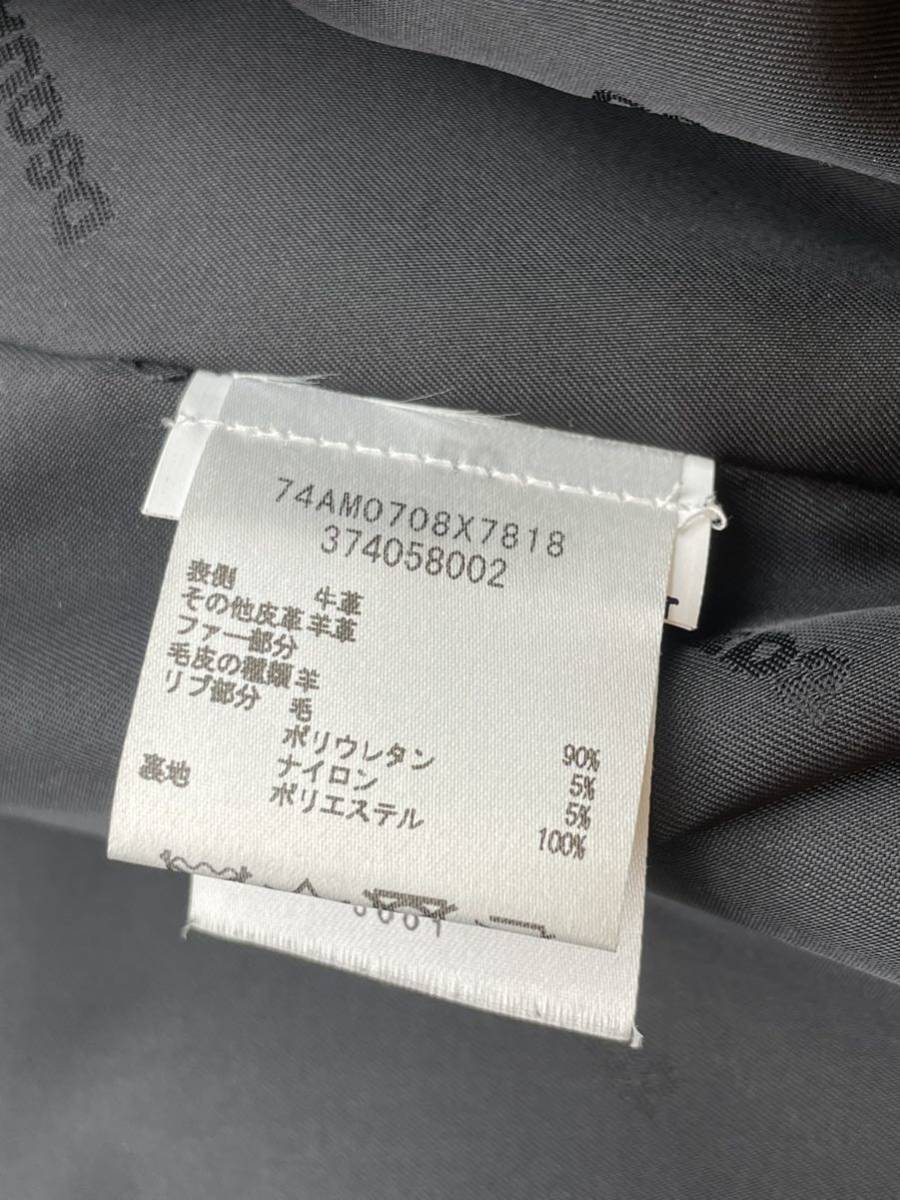 74AM0708X7818
374058002
表側 牛革
その他皮革 羊革
ファー部分
毛皮の種類 羊
リブ部分 毛 90%
ポリウレタン 5%
ナイロン 5%
裏地 ポリエステル 100%